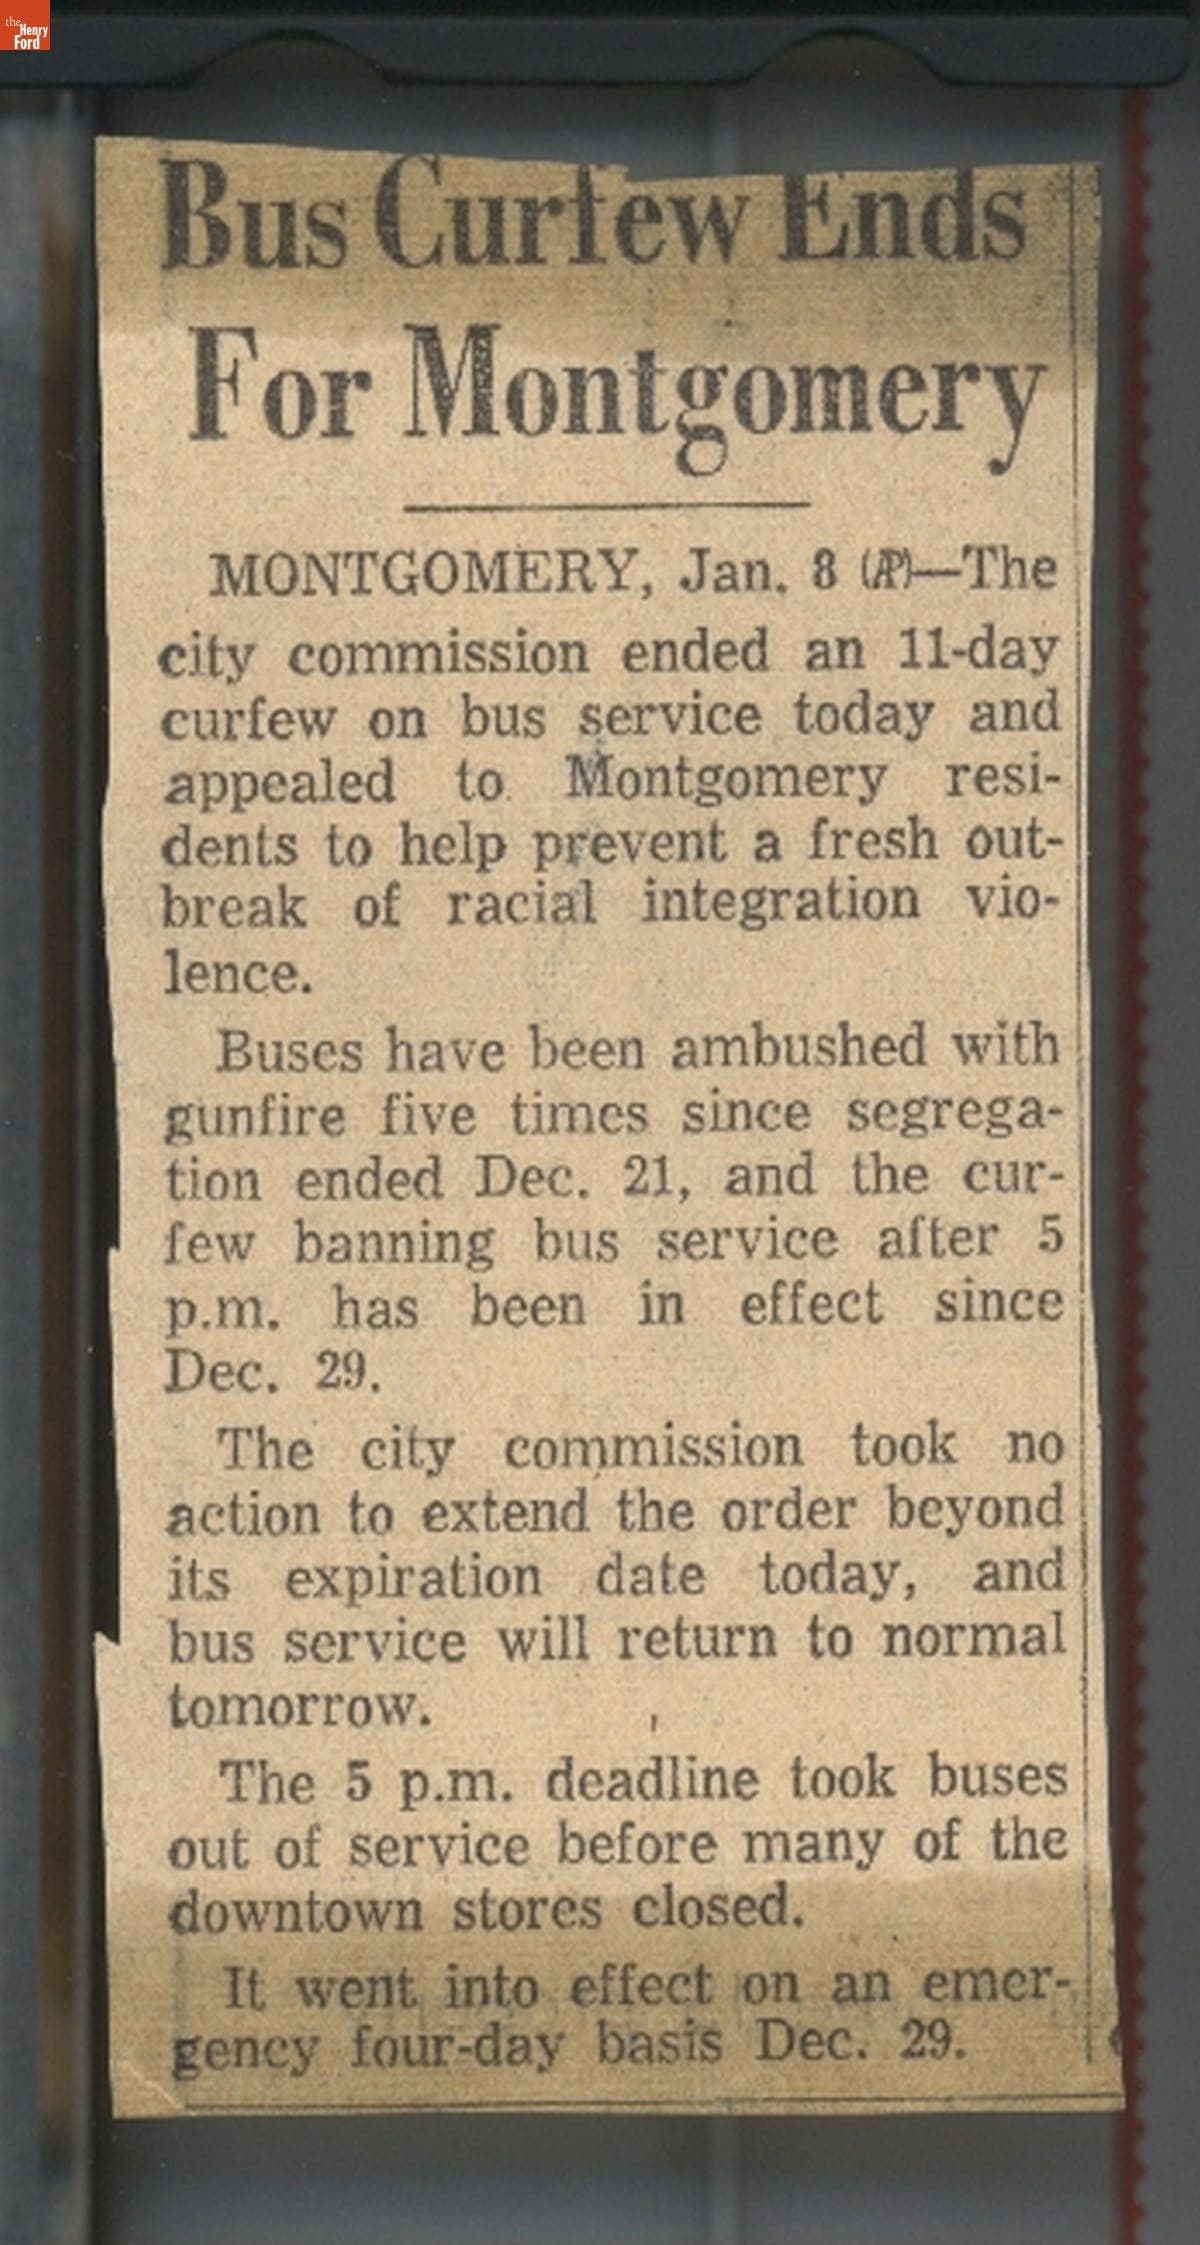 the
Henry
Ford
Bus Curfew Ends
For Montgomery
MONTGOMERY, Jan. 8 (AP)—The
city commission ended an 11-day
curfew on bus service today and
appealed to Montgomery resi-
dents to help prevent a fresh out-
break of racial integration vio-
lence.
Buses have been ambushed with
gunfire five times since segrega-
tion ended Dec. 21, and the cur-
few banning bus service after 5
p.m. has been in effect since
Dec. 29.
The city commission took no
action to extend the order beyond
its expiration date today, and
bus service will return to normal
tomorrow.
The 5 p.m. deadline took buses
out of service before many of the
downtown stores closed.
It went into effect on an emer-
gency four-day basis Dec. 29.